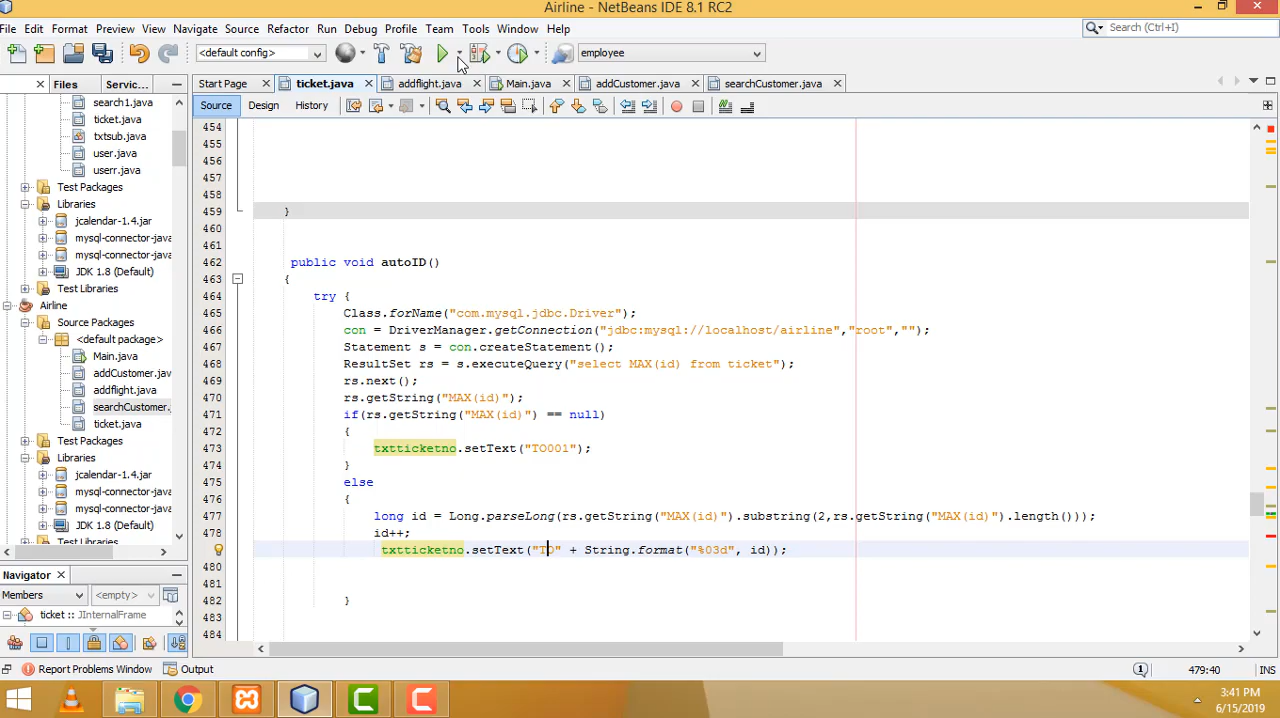 Airline - NetBeans IDE 8.1 RC2
File Edit View Navigate Source Refactor Run Debug Profile Team Tools Window Help
Search (Ctrl+I)
<default config>
employee
Files Servic...
Start Page ticket.java addflight.java Main.java addCustomer.java searchCustomer.java
Source Design History
search1.java
ticket.java
txtsub.java
user.java
userr.java
Test Packages
Libraries
jcalendar-1.4.jar
mysql-connector-java
mysql-connector-java
JDK 1.8 (Default)
Test Libraries
Airline
Source Packages
<default package>
Main.java
addCustomer.jav
addflight.java
searchCustomer.
ticket.java
Test Packages
Libraries
jcalendar-1.4.jar
mysql-connector-java
mysql-connector-java
JDK 1.8 (Default)
Test Libraries
Navigator
Members <empty>
ticket :: JInternalFrame
454
455
456
457
458
459 }
460
461
462 public void autoID()
463 {
464 try {
465 Class.forName("com.mysql.jdbc.Driver");
466 con = DriverManager.getConnection("jdbc:mysql://localhost/airline","root","");
467 Statement s = con.createStatement();
468 ResultSet rs = s.executeQuery("select MAX(id) from ticket");
469 rs.next();
470 rs.getString("MAX(id)");
471 if(rs.getString("MAX(id)") == null)
472 {
473 txtticketno.setText("TO001");
474 }
475 else
476 {
477 long id = Long.parseLong(rs.getString("MAX(id)").substring(2,rs.getString("MAX(id)").length()));
478 id++;
txtticketno.setText("TO" + String.format("%03d", id));
480
481
482 }
483
484
Report Problems Window Output
1
479:40 INS
3:41 PM
6/15/2019